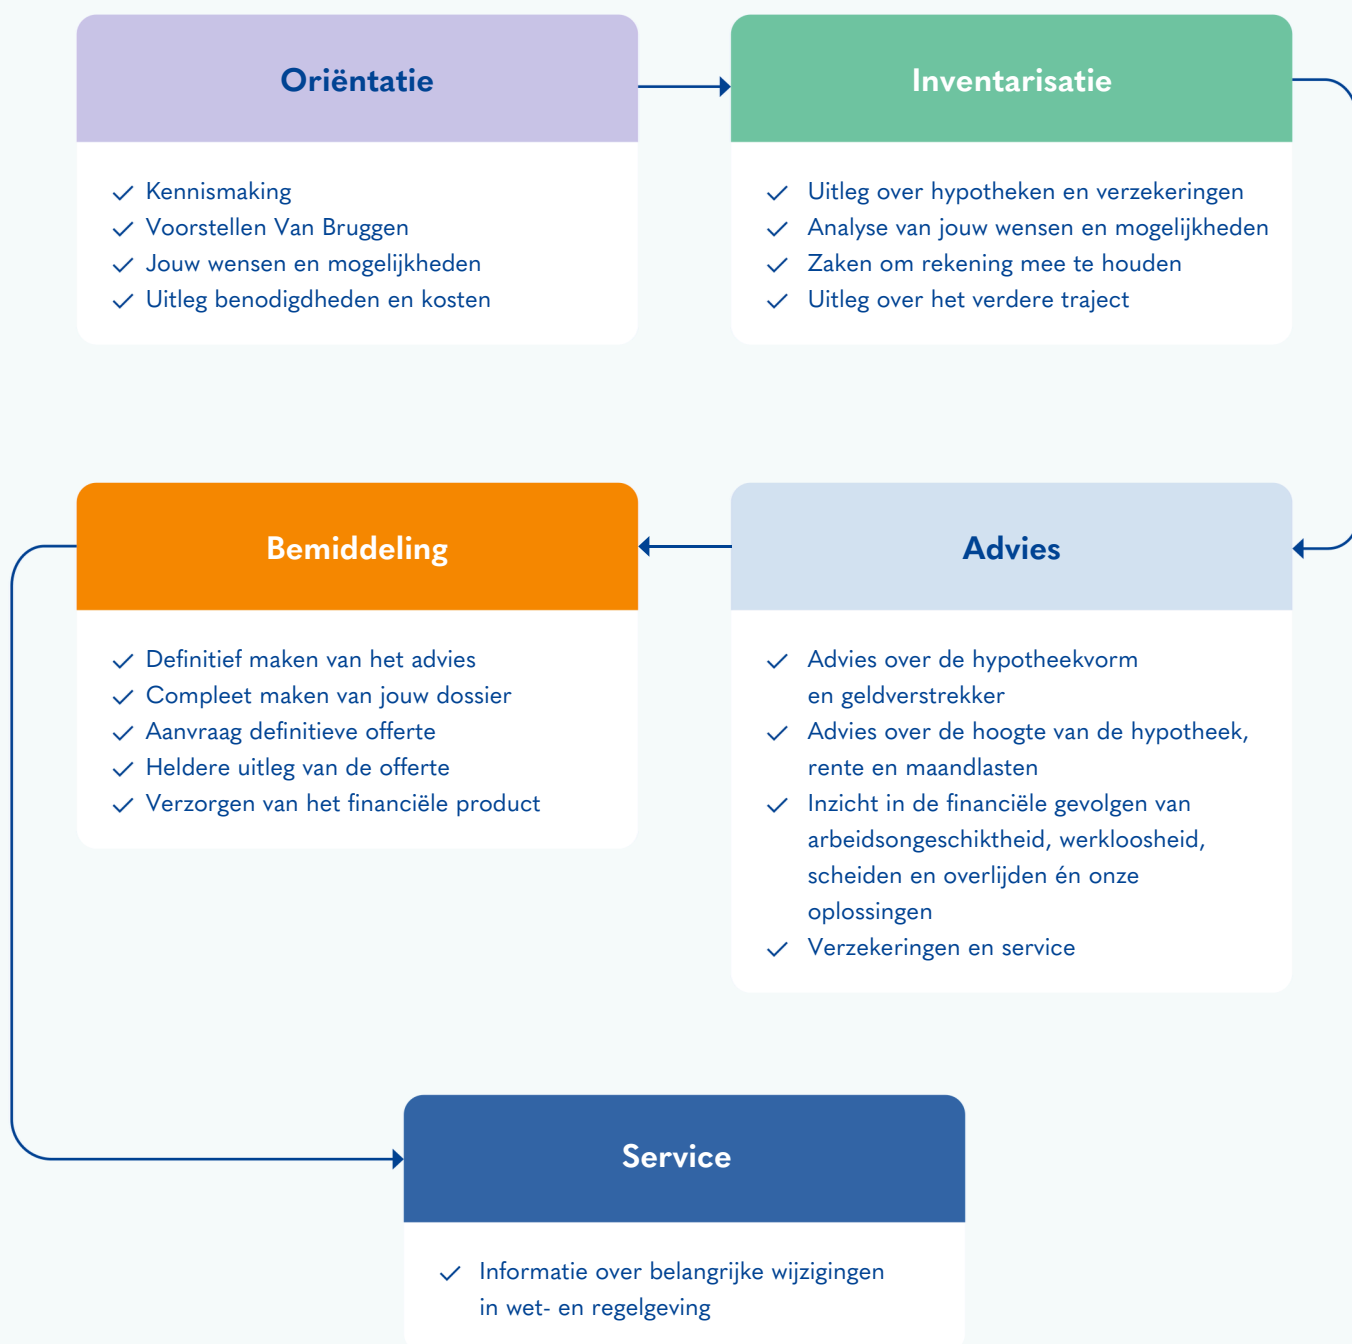 Oriëntatie
Kennismaking
Voorstellen Van Bruggen
Jouw wensen en mogelijkheden
Uitleg benodigdheden en kosten
Inventarisatie
Uitleg over hypotheken en verzekeringen
Analyse van jouw wensen en mogelijkheden
Zaken om rekening mee te houden
Uitleg over het verdere traject
Advies
Advies over de hypotheekvorm
en geldverstrekker
Advies over de hoogte van de hypotheek,
rente en maandlasten
Inzicht in de financiële gevolgen van
arbeidsongeschiktheid, werkloosheid,
scheiden en overlijden én onze
oplossingen
Verzekeringen en service
Bemiddeling
Definitief maken van het advies
Compleet maken van jouw dossier
Aanvraag definitieve offerte
Heldere uitleg van de offerte
Verzorgen van het financiële product
Service
Informatie over belangrijke wijzigingen
in wet- en regelgeving